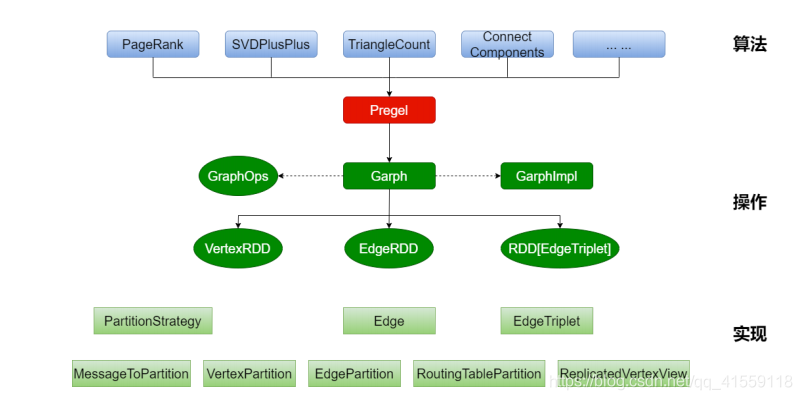 PageRank
SVDPlusPlus
TriangleCount
Connect
Components
... ...
算法
Pregel
GraphOps
Garph
GarphImpl
操作
VertexRDD
EdgeRDD
RDD[EdgeTriplet]
PartitionStrategy
Edge
EdgeTriplet
实现
MessageToPartition
VertexPartition
EdgePartition
RoutingTablePartition
ReplicatedVertexView
https://blog.csdn.net/qq_41559118